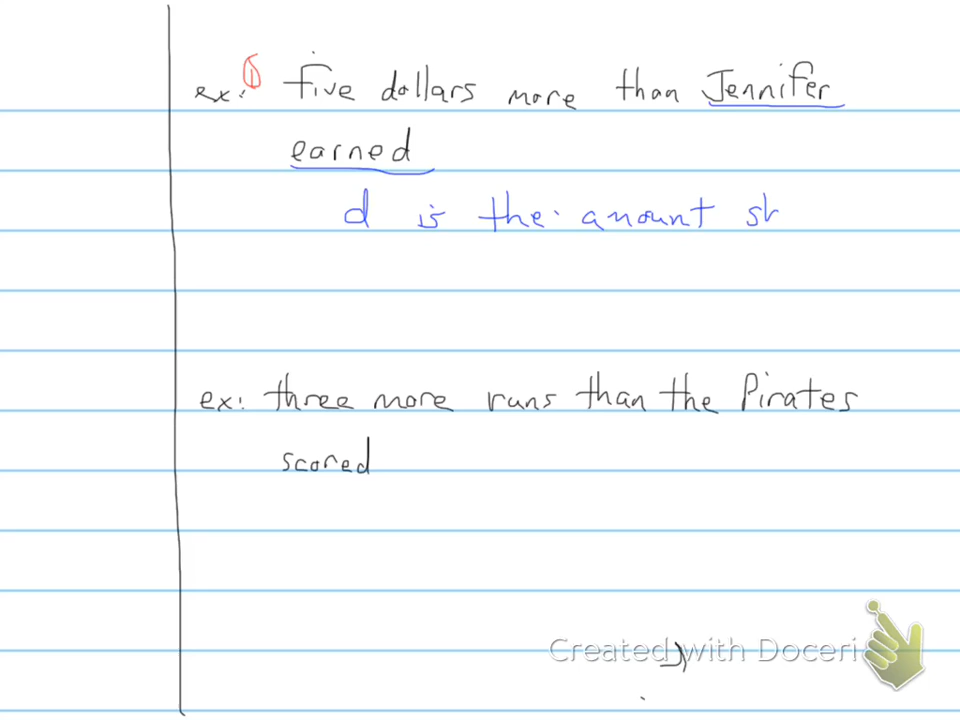 ex: ① five dollars more than Jennifer
earned
d is the amount sh
ex: three more runs than the Pirates
scored
Created with Doceri